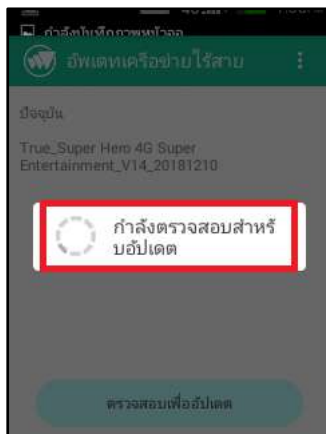 กำลังบันทึกภาพหน้าจอ
อัพเดทเครือข่ายไร้สาย
ปัจจุบัน
True_Super Hero 4G Super
Entertainment_V14_20181210
กำลังตรวจสอบสำหรั
บอัปเดต
ตรวจสอบเพื่ออัปเดต